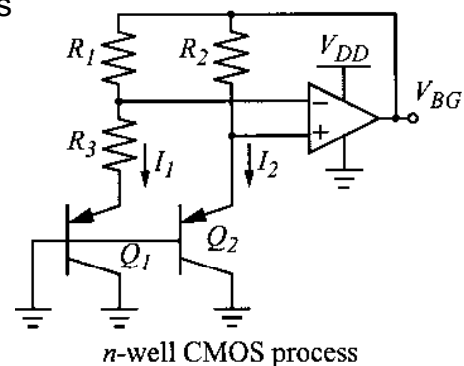 s
R1
R2
VDD
VBG
−
+
R3
I1
I2
Q1
Q2
n-well CMOS process